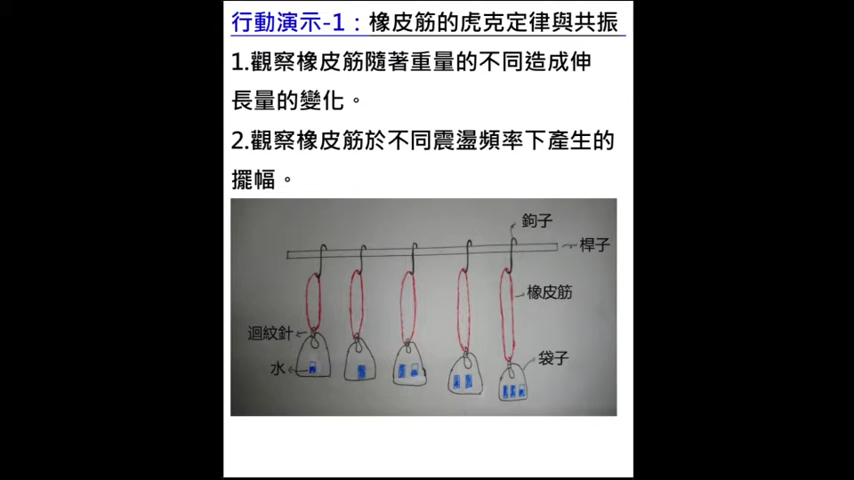 行動演示-1：橡皮筋的虎克定律與共振
1.觀察橡皮筋隨著重量的不同造成伸
長量的變化。
2.觀察橡皮筋於不同震盪頻率下產生的
擺幅。
鉤子
桿子
橡皮筋
迴紋針
袋子
水